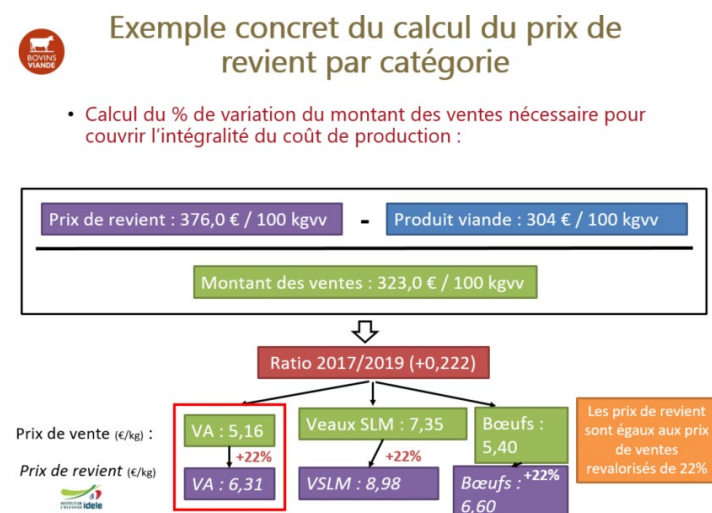 BOVINS
VIANDE
Exemple concret du calcul du prix de
revient par catégorie
• Calcul du % de variation du montant des ventes nécessaire pour
couvrir l'intégralité du coût de production :
Prix de revient : 376,0 € / 100 kgvv - Produit viande : 304 € / 100 kgvv
Montant des ventes : 323,0 € / 100 kgvv
Ratio 2017/2019 (+0,222)
Prix de vente (€/kg) :
VA : 5,16
Veaux SLM : 7,35
Bœufs :
5,40
+22%
+22%
+22%
Prix de revient (€/kg)
VA : 6,31
VSLM : 8,98
Bœufs :
6,60
Les prix de revient
sont égaux aux prix
de ventes
revalorisés de 22%
idele